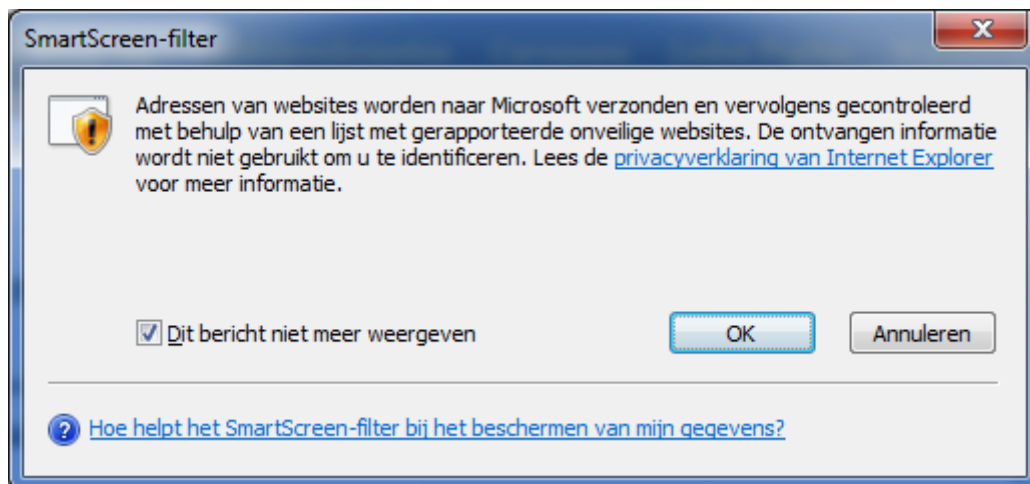 SmartScreen-filter
Adressen van websites worden naar Microsoft verzonden en vervolgens gecontroleerd
met behulp van een lijst met gerapporteerde onveilige websites. De ontvangen informatie
wordt niet gebruikt om u te identificeren. Lees de privacyverklaring van Internet Explorer
voor meer informatie.
Dit bericht niet meer weergeven
OK
Annuleren
Hoe helpt het SmartScreen-filter bij het beschermen van mijn gegevens?